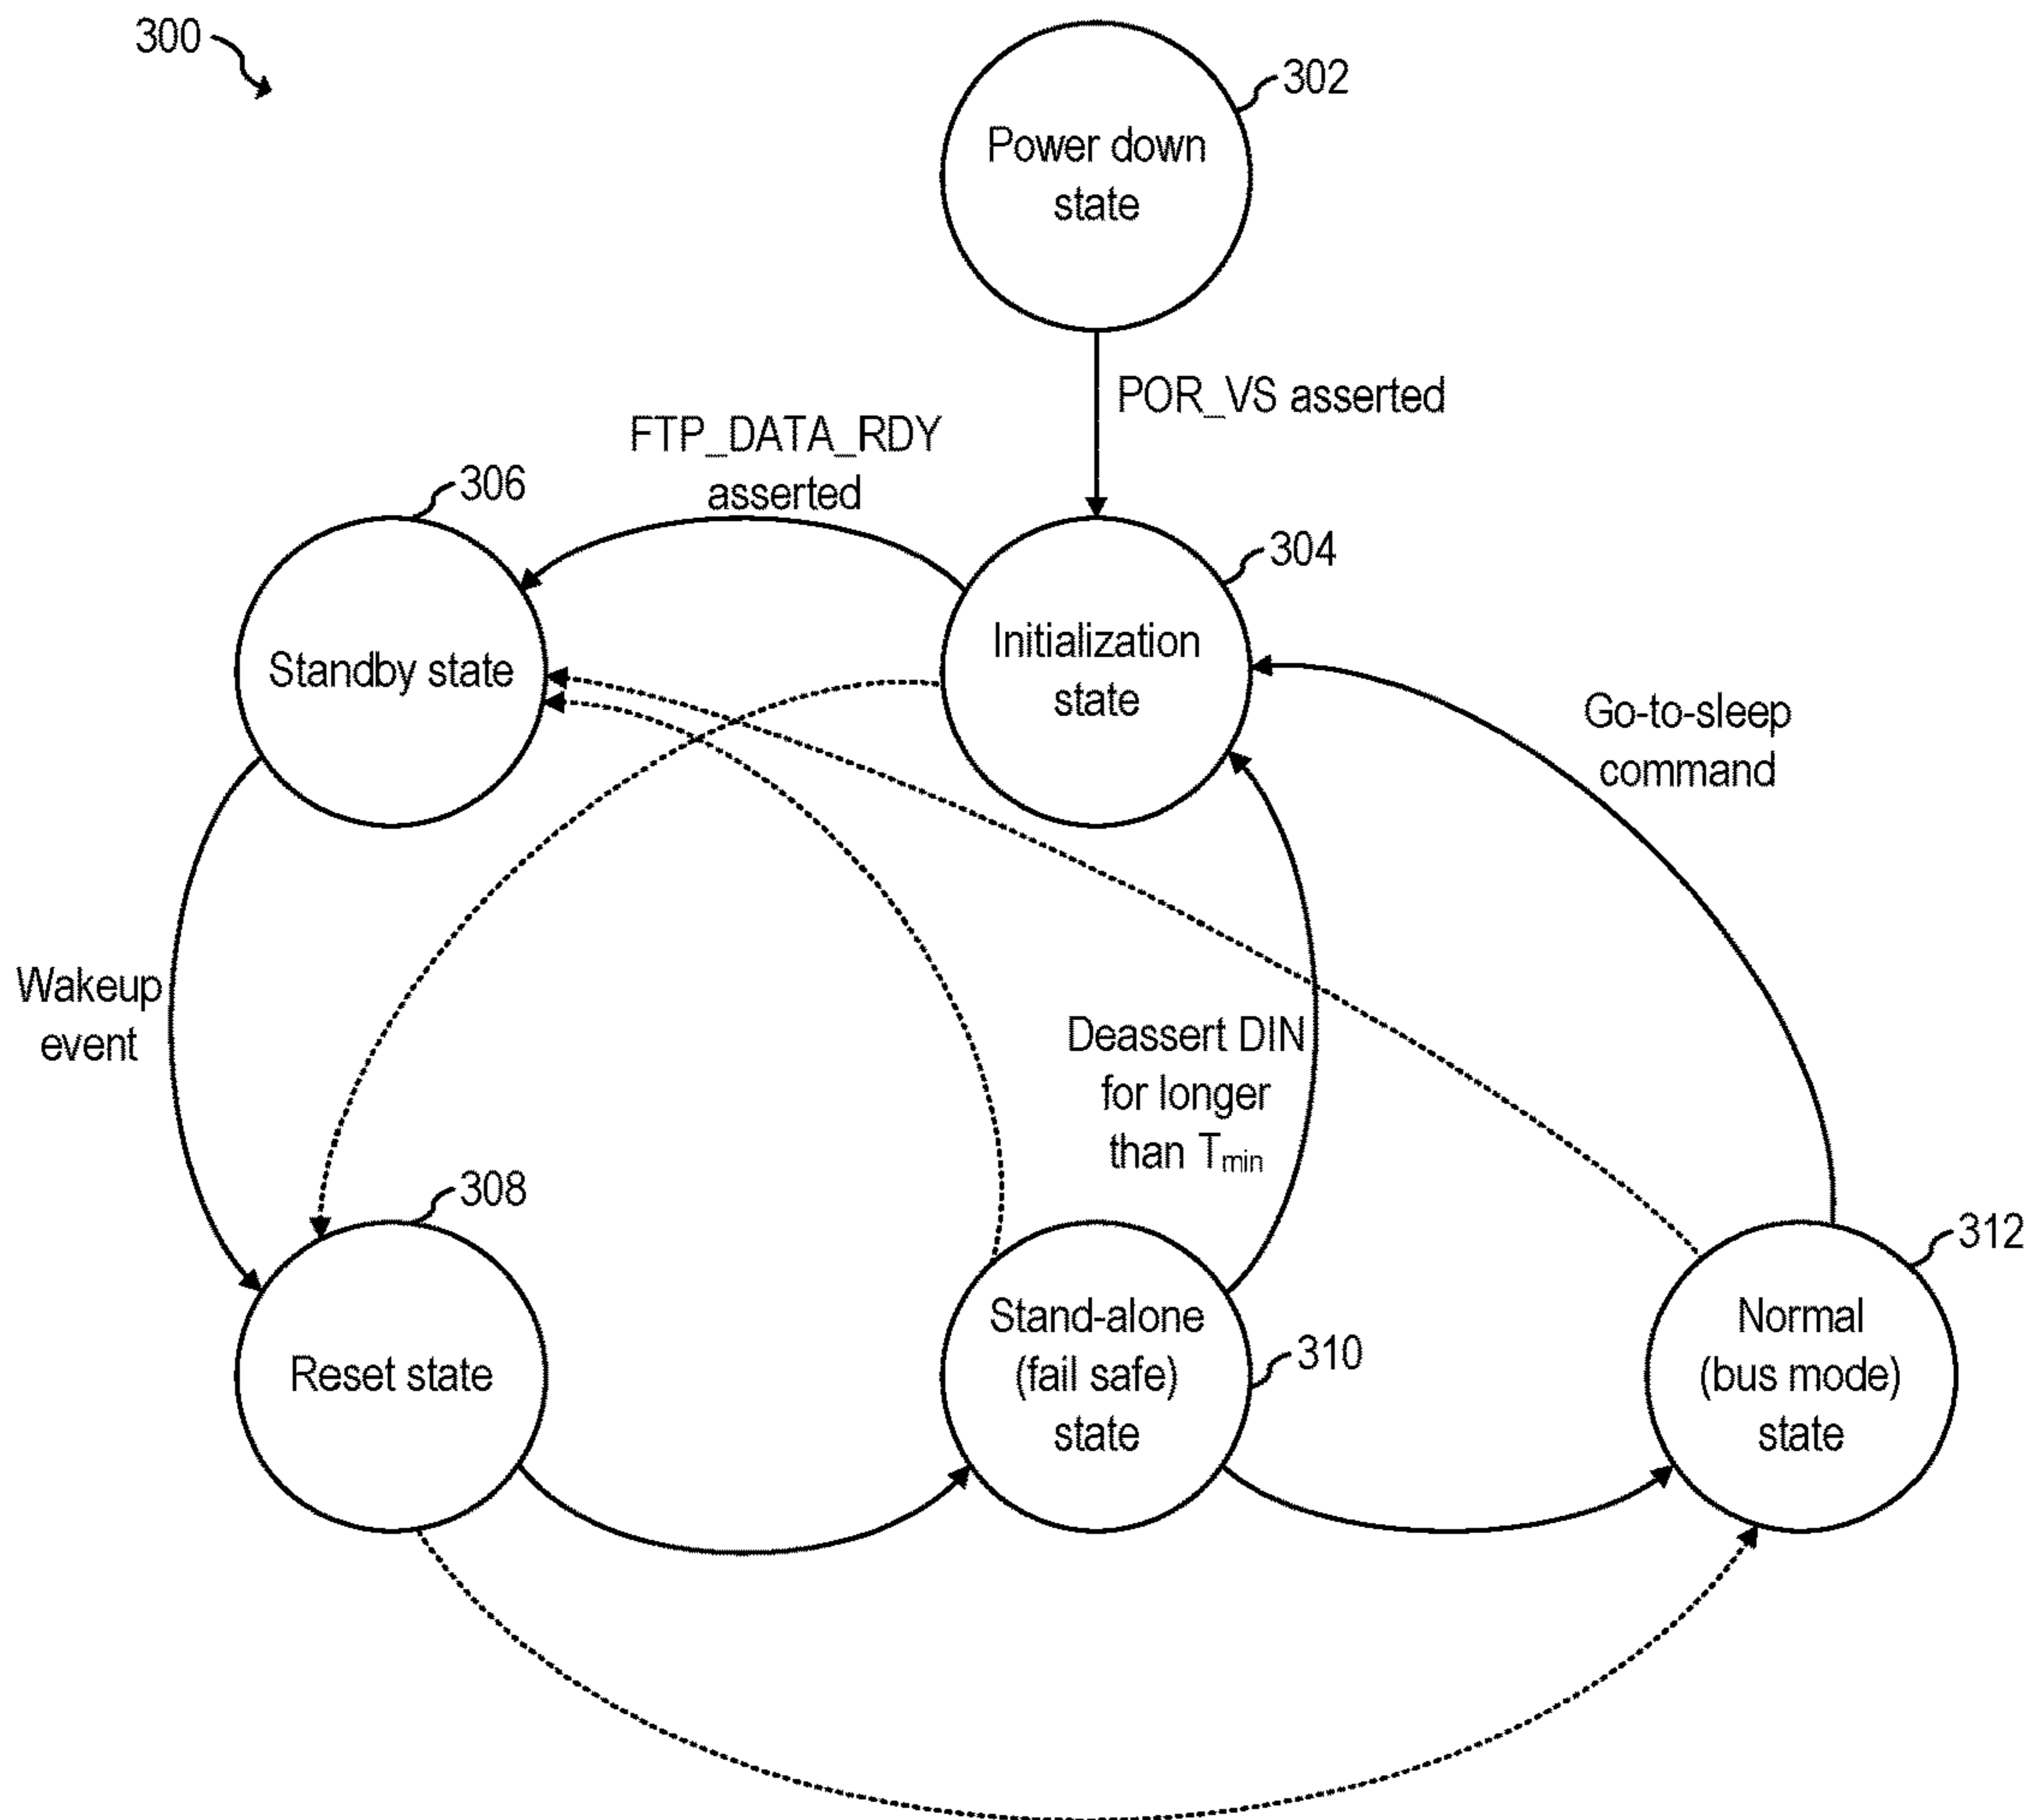 300
302
Power down
state
POR_VS asserted
FTP_DATA_RDY
asserted
306
304
Standby state
Initialization
state
Go-to-sleep
command
Wakeup
event
Deassert DIN
for longer
than Tmin
308
312
Reset state
Stand-alone
(fail safe)
state
310
Normal
(bus mode)
state